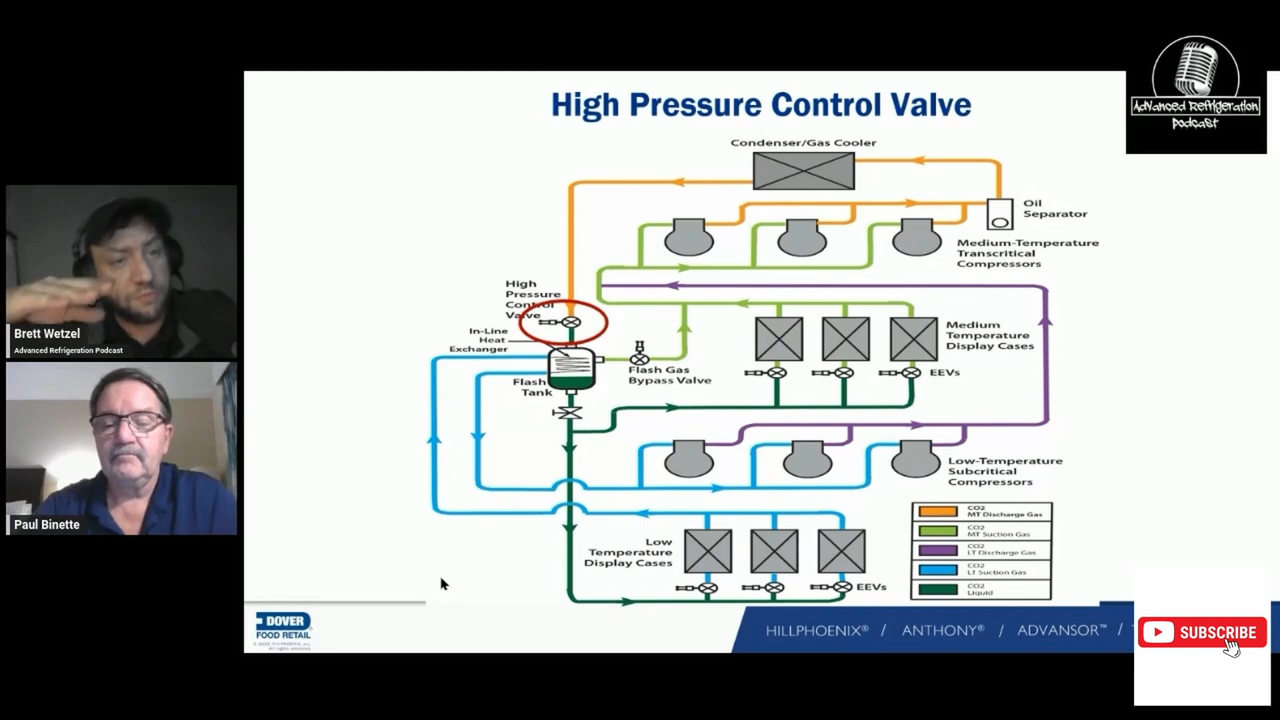 High Pressure Control Valve
AdVanced Refrigeration
podcast
Condenser/Gas Cooler
Oil
Separator
Medium-Temperature
Transcritical
Compressors
High
Pressure
Control
Valve
In-Line
Heat
Exchanger
Flash Gas
Bypass Valve
Flash
Tank
Medium
Temperature
Display Cases
EEVs
Low-Temperature
Subcritical
Compressors
Low
Temperature
Display Cases
EEVs
CO2
MT Discharge Gas
CO2
MT Suction Gas
CO2
LT Discharge Gas
CO2
LT Suction Gas
CO2
Liquid
Brett Wetzel
Advanced Refrigeration Podcast
Paul Binette
DOVER
FOOD RETAIL
HILLPHOENIX® / ANTHONY® / ADVANSOR™ /
SUBSCRIBE